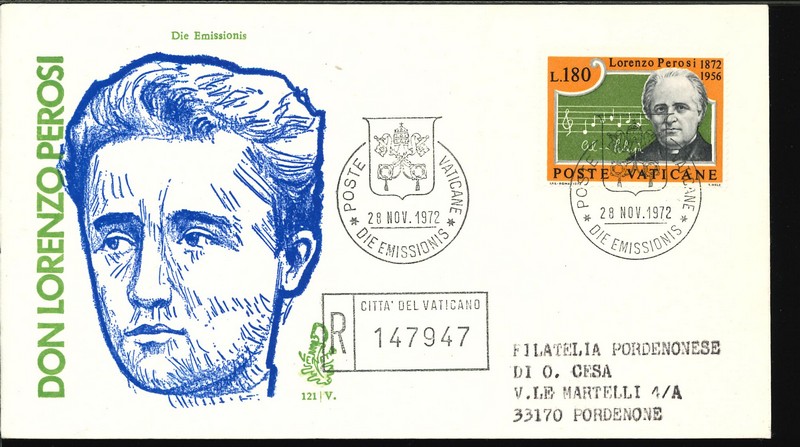 Die Emissionis
DON LORENZO PEROSI
Lorenzo Perosi 1872
1956
L.180
POSTE VATICANE
POSTE VATICANE
28 NOV. 1972
* DIE EMISSIONIS *
POSTE VATICANE
28 NOV. 1972
* DIE EMISSIONIS *
R
CITTA' DEL VATICANO
147947
121 | V.
FILATELIA PORDENONESE
DI O. CESA
V.LE MARTELLI 4/A
33170 PORDENONE